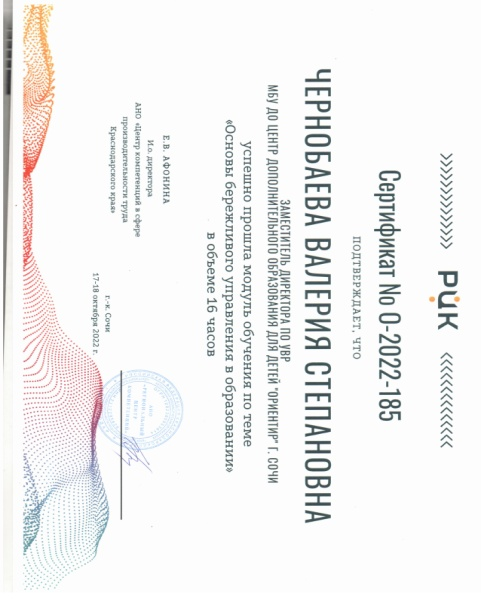 РЦК
Сертификат No О-2022-185
ПОДТВЕРЖДАЕТ, ЧТО
ЧЕРНОБАЕВА ВАЛЕРИЯ СТЕПАНОВНА
ЗАМЕСТИТЕЛЬ ДИРЕКТОРА ПО УВР
МБУ ДО ЦЕНТР ДОПОЛНИТЕЛЬНОГО ОБРАЗОВАНИЯ ДЛЯ ДЕТЕЙ "ОРИЕНТИР" Г. СОЧИ
успешно прошла модуль обучения по теме
«Основы бережливого управления в образовании»
в объеме 16 часов
Е.В. АФОНИНА
И.о. директора
АНО «Центр компетенций в сфере
производительности труда
Краснодарского края»
г.-к. Сочи
17-18 октября 2022 г.